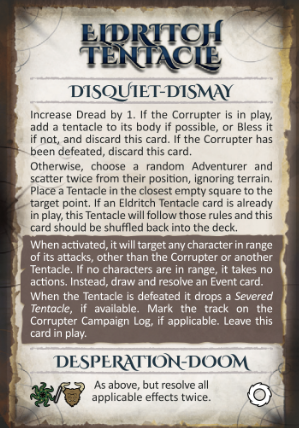 ELDRITCH
TENTACLE
DISQUIET-DISMAY
Increase Dread by 1. If the Corrupter is in play,
add a tentacle to its body if possible, or Bless it
if not, and discard this card. If the Corrupter has
been defeated, discard this card.
Otherwise, choose a random Adventurer and
scatter twice from their position, ignoring terrain.
Place a Tentacle in the closest empty square to the
target point. If an Eldritch Tentacle card is already
in play, this Tentacle will follow those rules and this
card should be shuffled back into the deck.
When activated, it will target any character in range
of its attacks, other than the Corrupter or another
Tentacle. If no characters are in range, it takes no
actions. Instead, draw and resolve an Event card.
When the Tentacle is defeated it drops a Severed
Tentacle, if available. Mark the track on the
Corrupter Campaign Log, if applicable. Leave this
card in play.
DESPERATION-DOOM
As above, but resolve all
applicable effects twice.